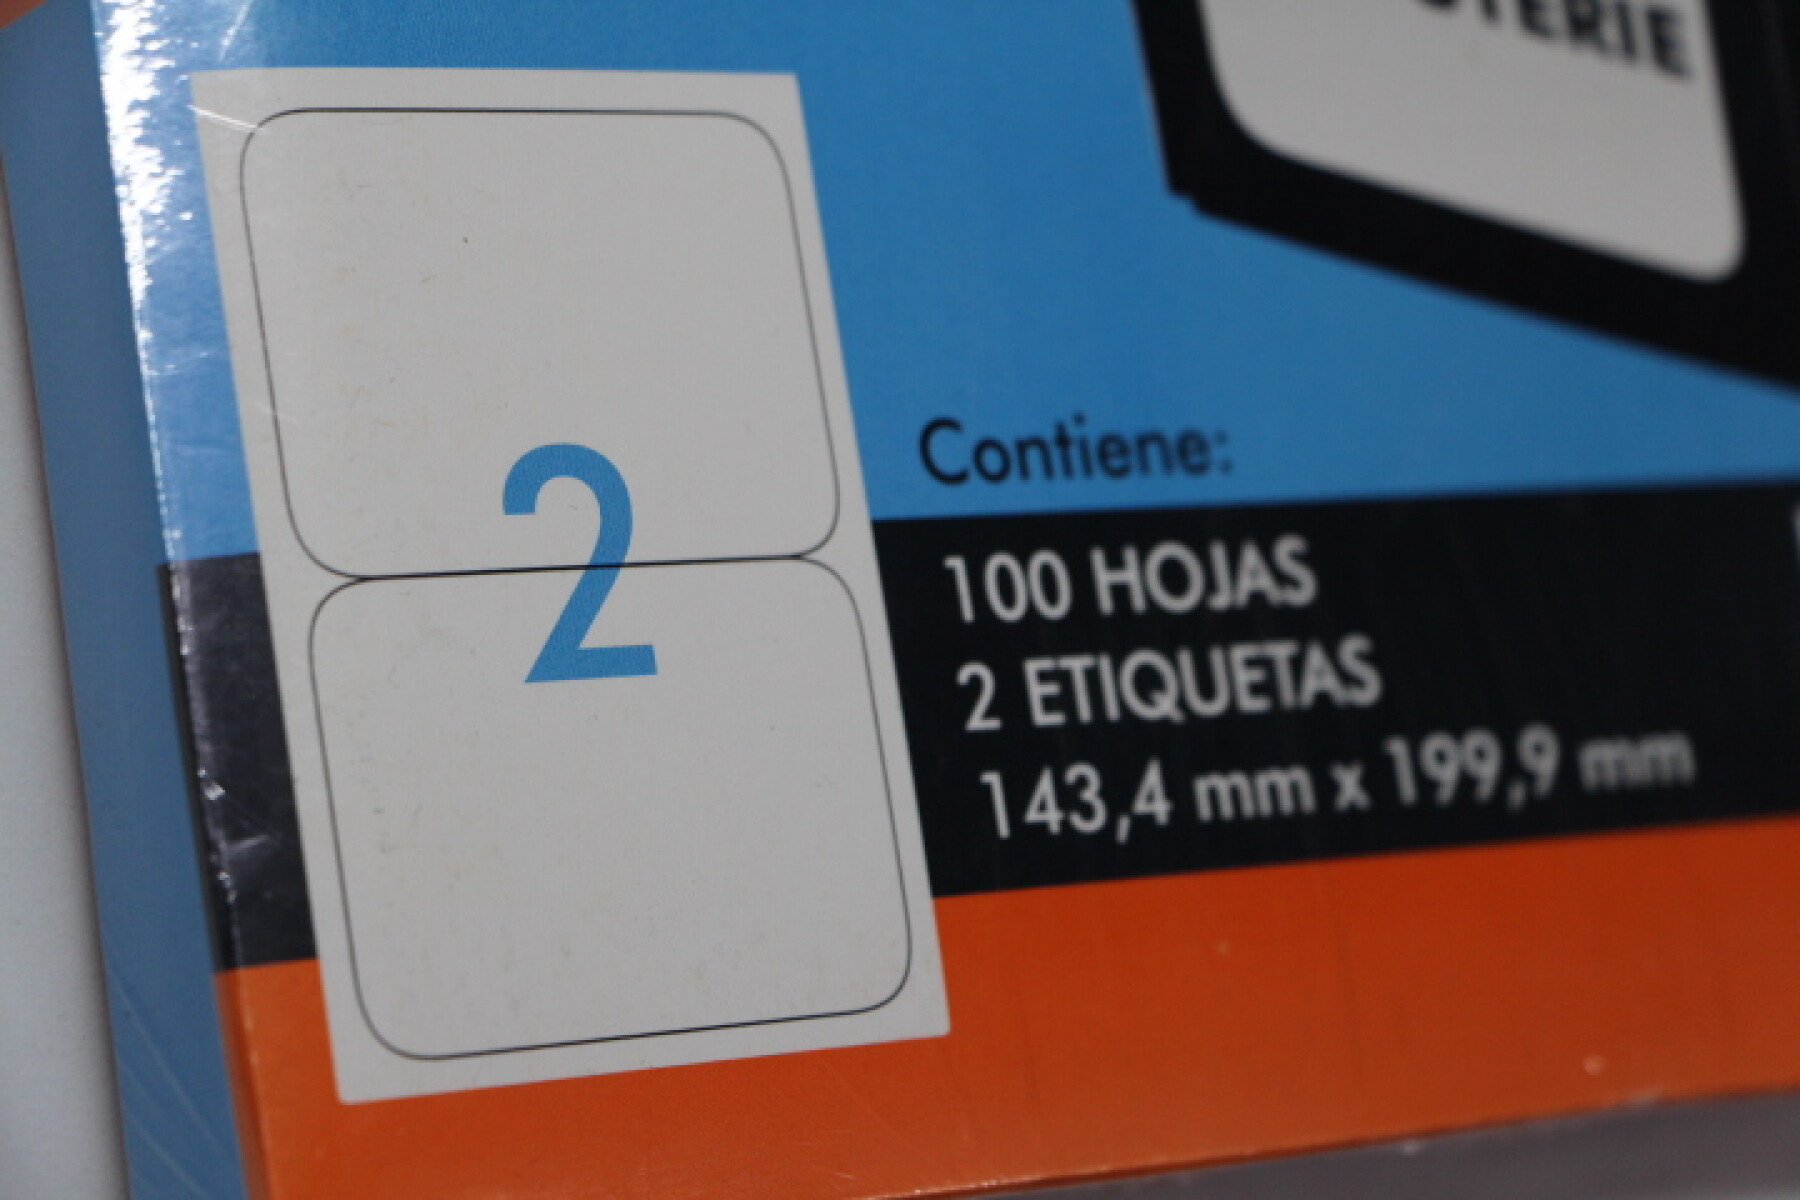 2
Contiene:
100 HOJAS
2 ETIQUETAS
143,4 mm x 199,9 mm